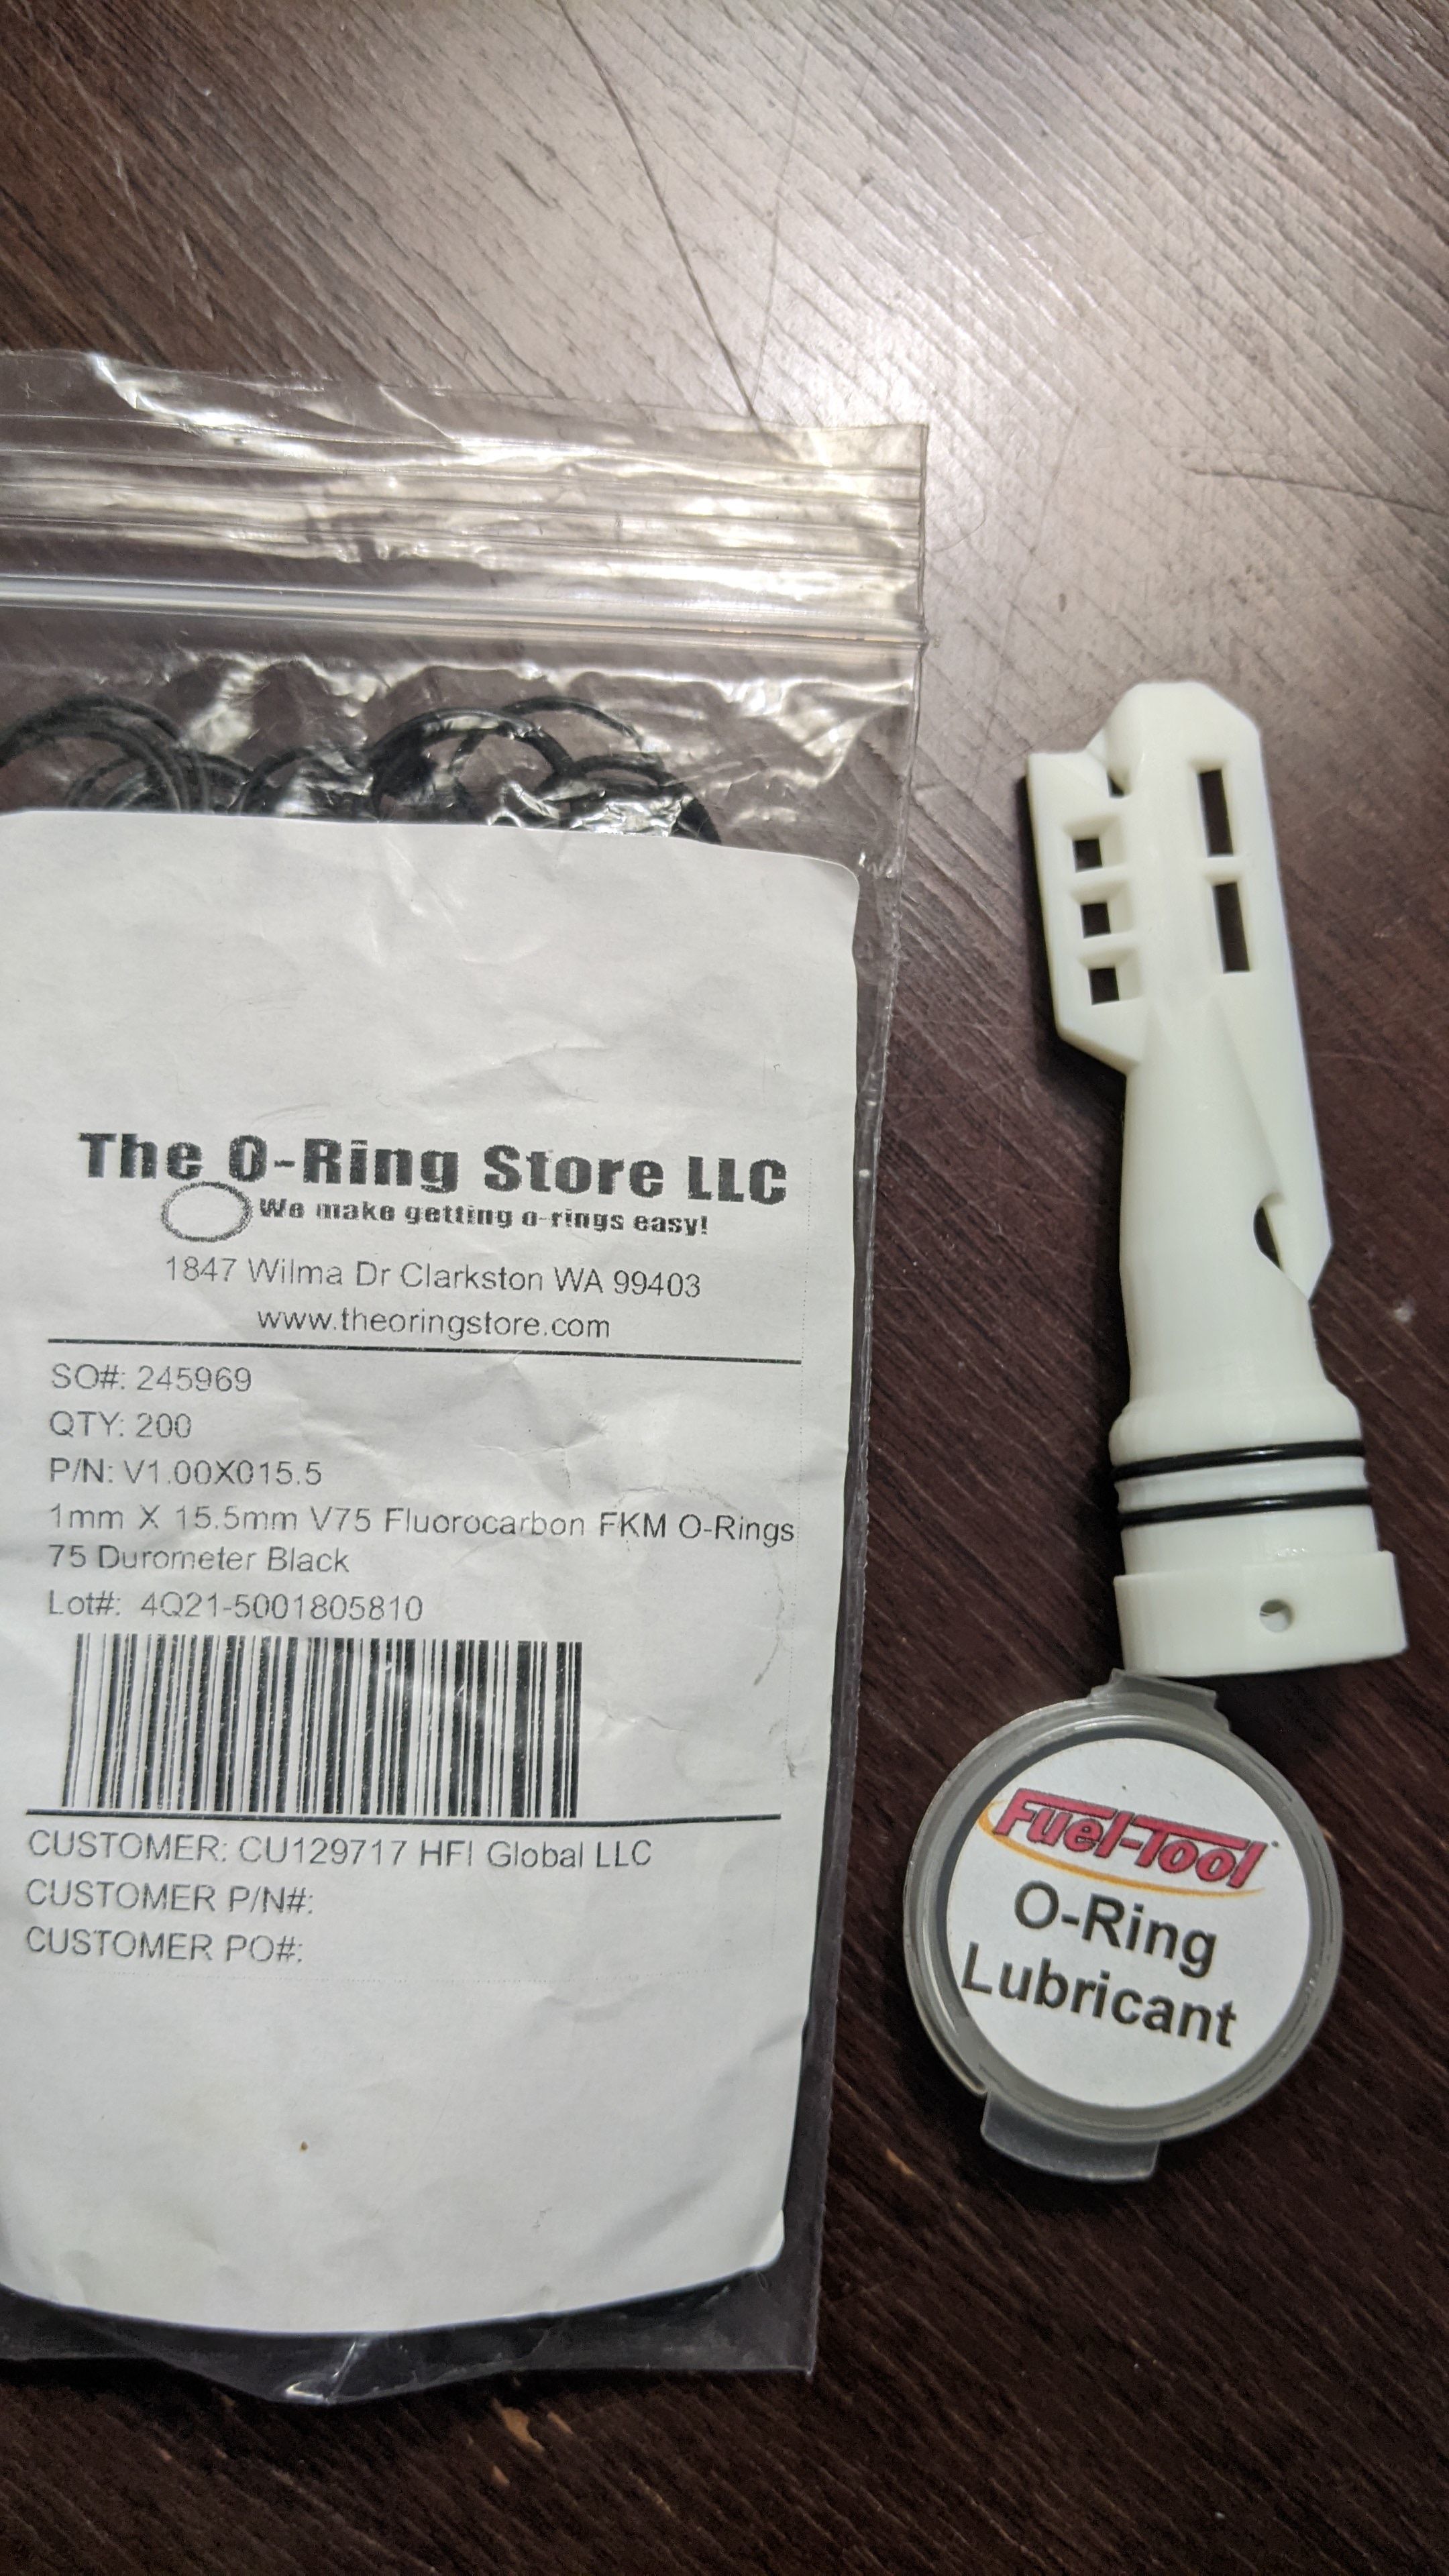 The O-Ring Store LLC
We make getting o-rings easy!
1847 Wilma Dr Clarkston WA 99403
www.theoringstore.com
SO#: 245969
QTY: 200
P/N: V1.00X015.5
1mm X 15.5mm V75 Fluorocarbon FKM O-Rings
75 Durometer Black
Lot#: 4Q21-5001805810
CUSTOMER: CU129717 HFI Global LLC
CUSTOMER P/N#:
CUSTOMER PO#:
Fuel-Tool
O-Ring
Lubricant